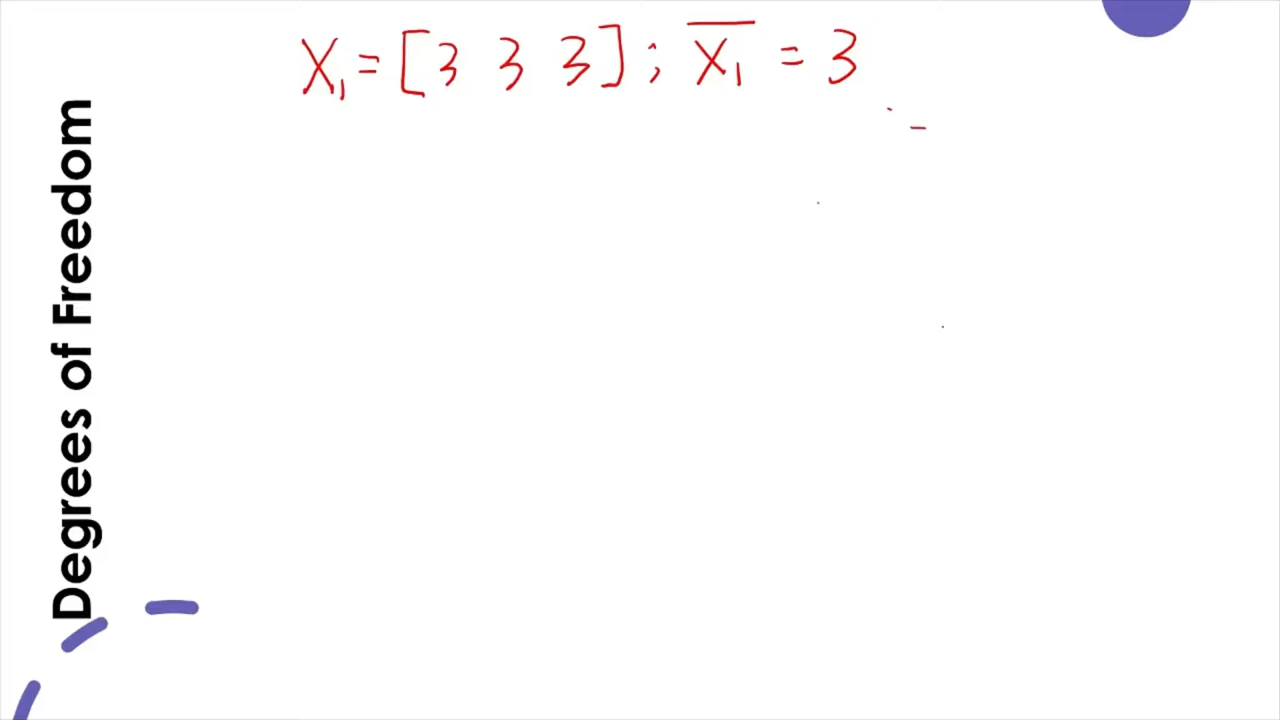 X₁ = [3 3 3] ; X̅₁ = 3
Degrees of Freedom